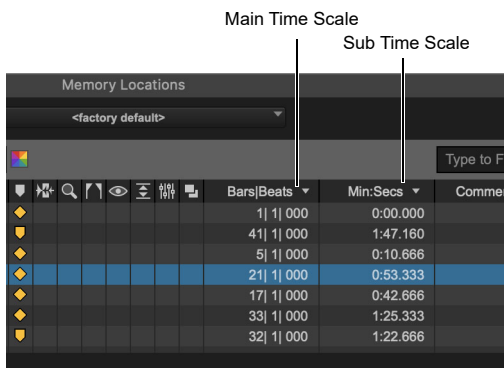 Main Time Scale
Sub Time Scale
Memory Locations
<factory default>
Type to F
Bars|Beats Min:Secs Comme
1| 1| 000 0:00.000
41| 1| 000 1:47.160
5| 1| 000 0:10.666
21| 1| 000 0:53.333
17| 1| 000 0:42.666
33| 1| 000 1:25.333
32| 1| 000 1:22.666